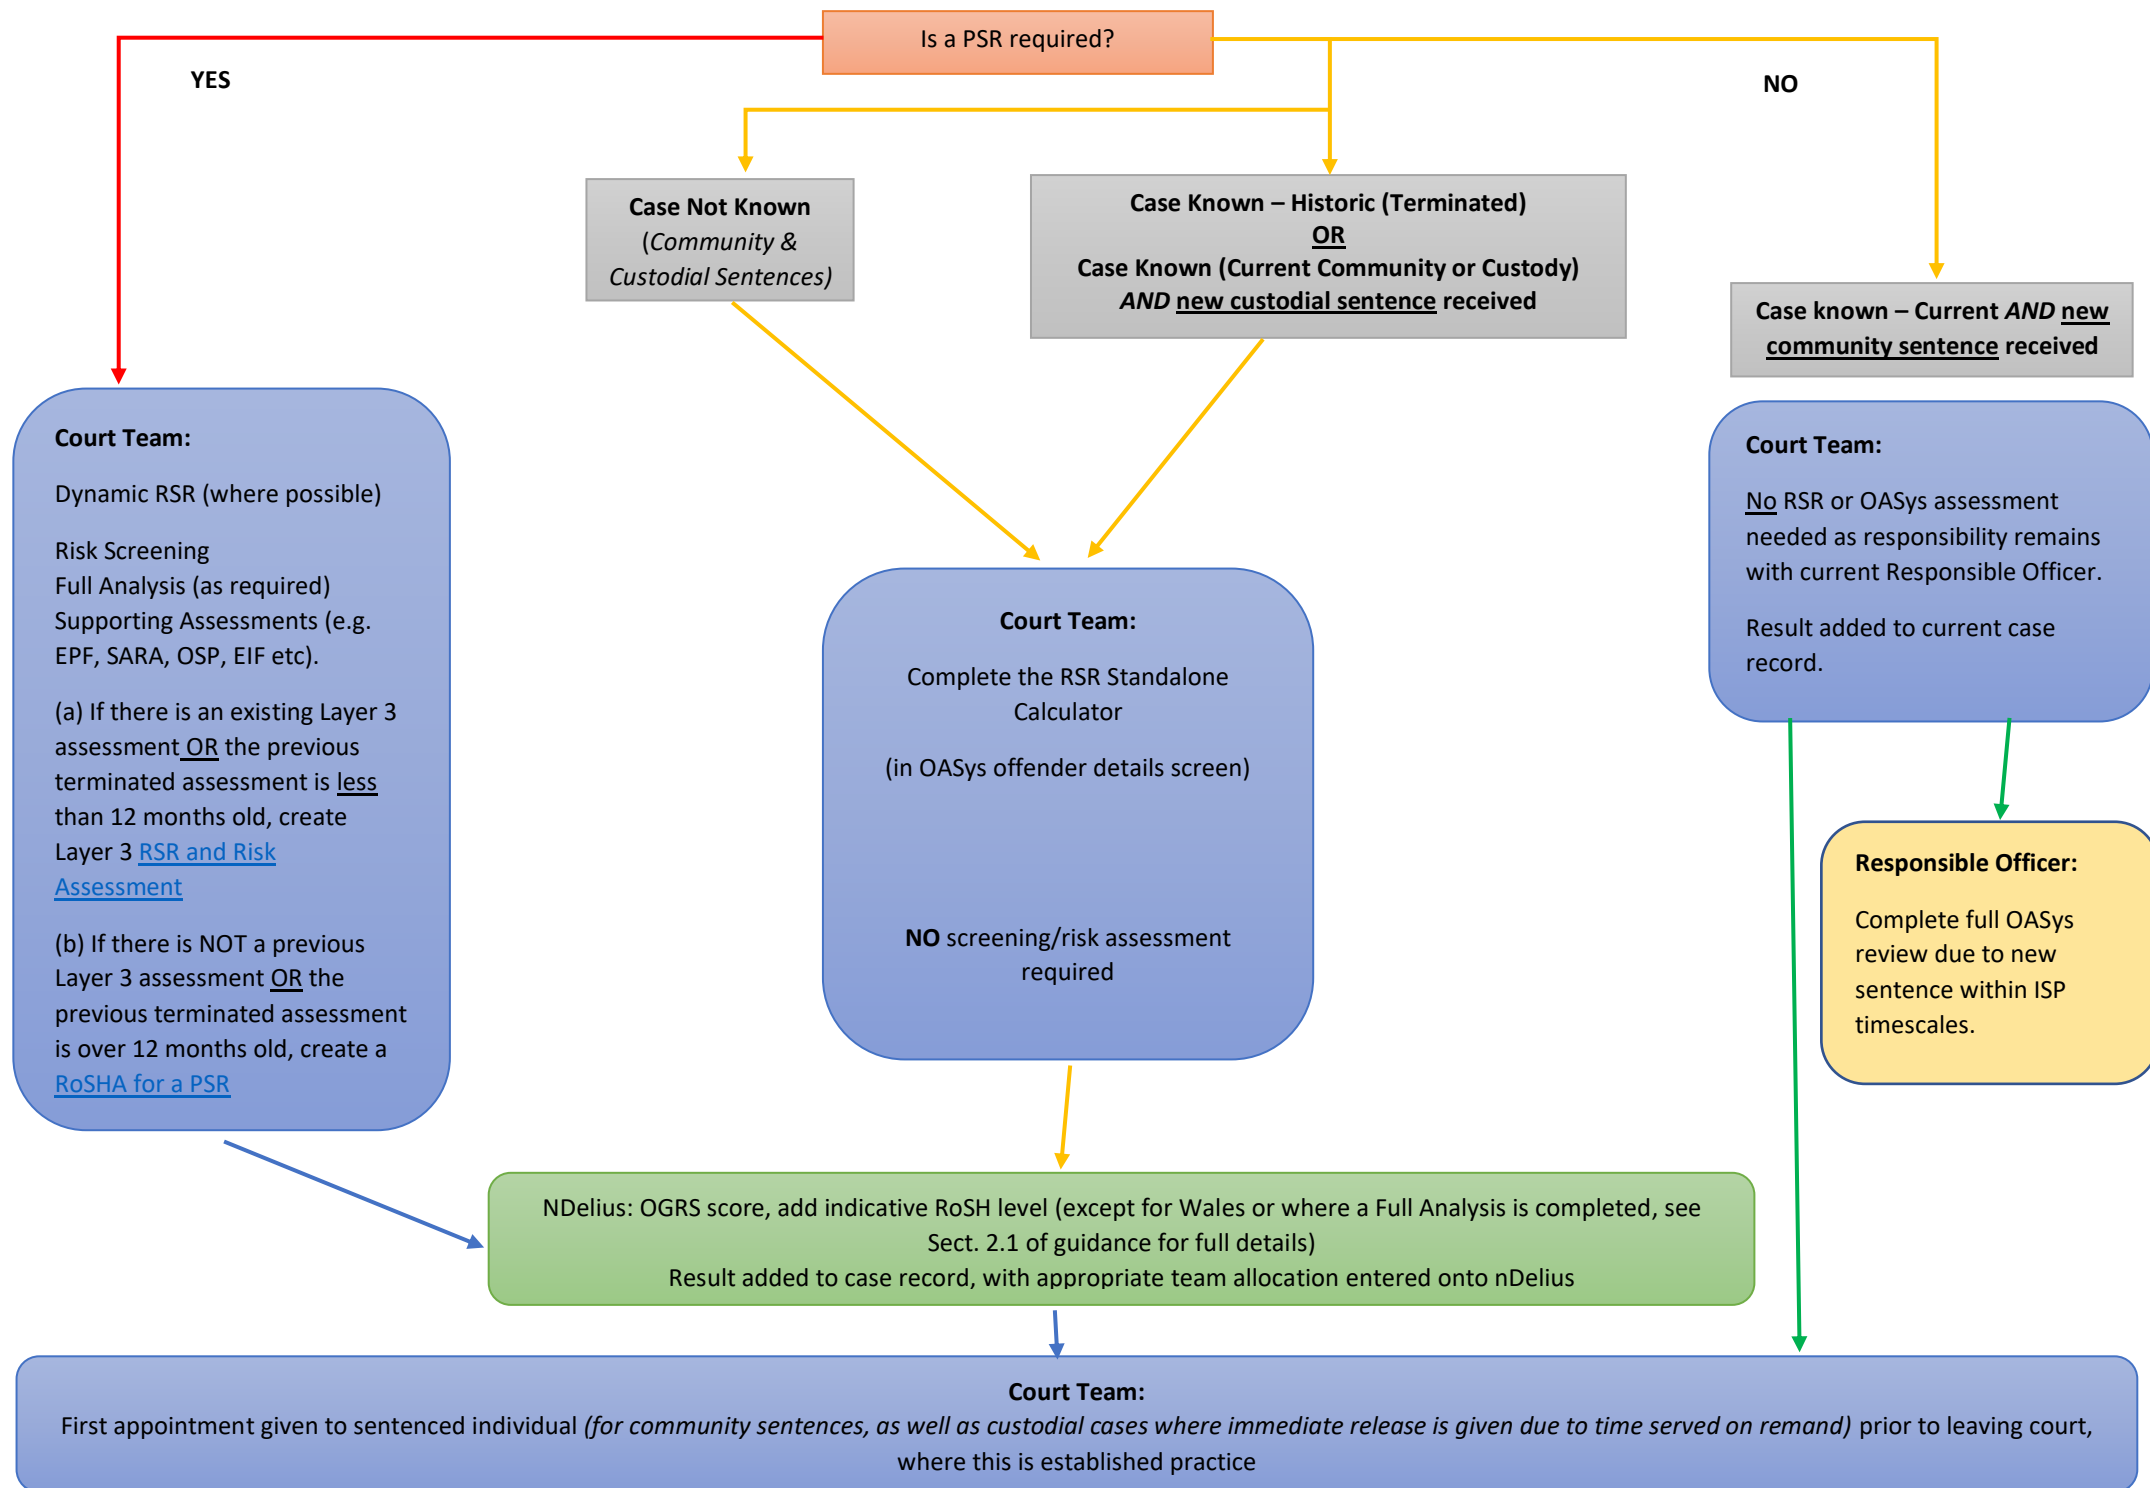 Is a PSR required?
YES
NO
Case Not Known
(Community &
Custodial Sentences)
Case Known – Historic (Terminated)
OR
Case Known (Current Community or Custody)
AND new custodial sentence received
Case known – Current AND new
community sentence received
Court Team:
Dynamic RSR (where possible)
Risk Screening
Full Analysis (as required)
Supporting Assessments (e.g.
EPF, SARA, OSP, EIF etc).
(a) If there is an existing Layer 3
assessment OR the previous
terminated assessment is less
than 12 months old, create
Layer 3 RSR and Risk
Assessment
(b) If there is NOT a previous
Layer 3 assessment OR the
previous terminated assessment
is over 12 months old, create a
RoSHA for a PSR
Court Team:
Complete the RSR Standalone
Calculator
(in OASys offender details screen)
NO screening/risk assessment
required
Court Team:
No RSR or OASys assessment
needed as responsibility remains
with current Responsible Officer.
Result added to current case
record.
Responsible Officer:
Complete full OASys
review due to new
sentence within ISP
timescales.
NDelius: OGRS score, add indicative RoSH level (except for Wales or where a Full Analysis is completed, see
Sect. 2.1 of guidance for full details)
Result added to case record, with appropriate team allocation entered onto nDelius
Court Team:
First appointment given to sentenced individual (for community sentences, as well as custodial cases where immediate release is given due to time served on remand) prior to leaving court,
where this is established practice